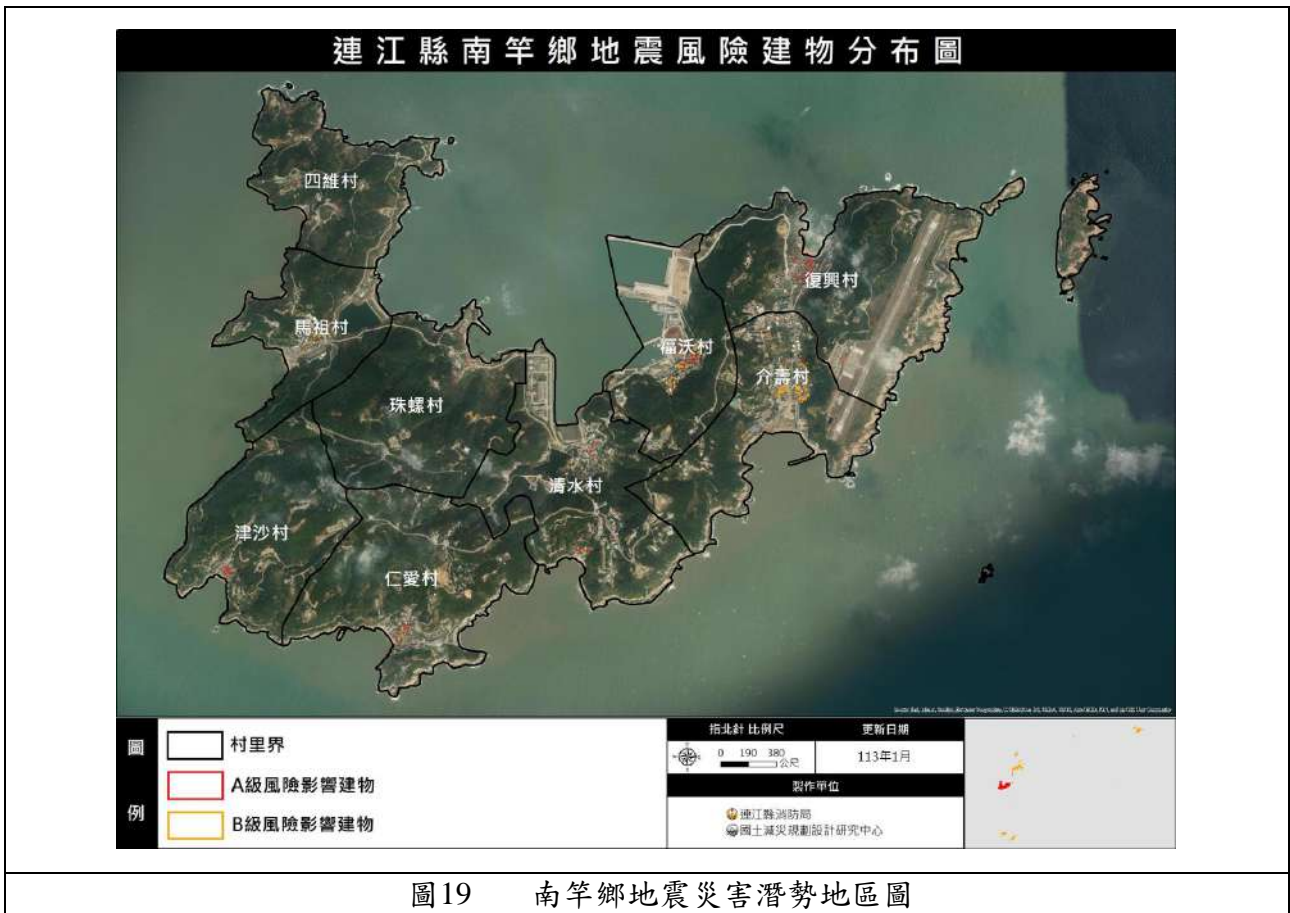 連江縣南竿鄉地震風險建物分布圖
四維村
復興村
馬祖村
福沃村
介壽村
珠螺村
清水村
津沙村
仁愛村
圖例
村里界
A級風險影響建物
B級風險影響建物
指北針 比例尺
0 190 380
公尺
更新日期
113年1月
製作單位
連江縣消防局
國土減災規劃設計研究中心
圖19 南竿鄉地震災害潛勢地區圖